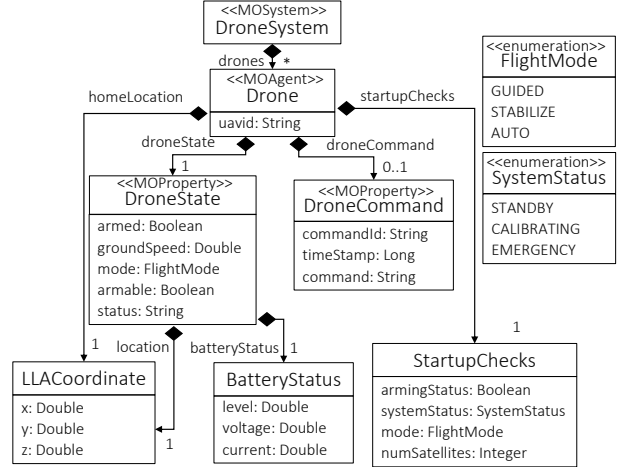 <<MOSystem>>
DroneSystem
drones
*
<<MOAgent>>
Drone
uavid: String
homeLocation
startupChecks
droneState
droneCommand
1
0..1
<<enumeration>>
FlightMode
GUIDED
STABILIZE
AUTO
<<enumeration>>
SystemStatus
STANDBY
CALIBRATING
EMERGENCY
<<MOProperty>>
DroneState
armed: Boolean
groundSpeed: Double
mode: FlightMode
armable: Boolean
status: String
<<MOProperty>>
DroneCommand
commandId: String
timeStamp: Long
command: String
1
location
batteryStatus
1
1
LLACoordinate
x: Double
y: Double
z: Double
1
BatteryStatus
level: Double
voltage: Double
current: Double
StartupChecks
armingStatus: Boolean
systemStatus: SystemStatus
mode: FlightMode
numSatellites: Integer